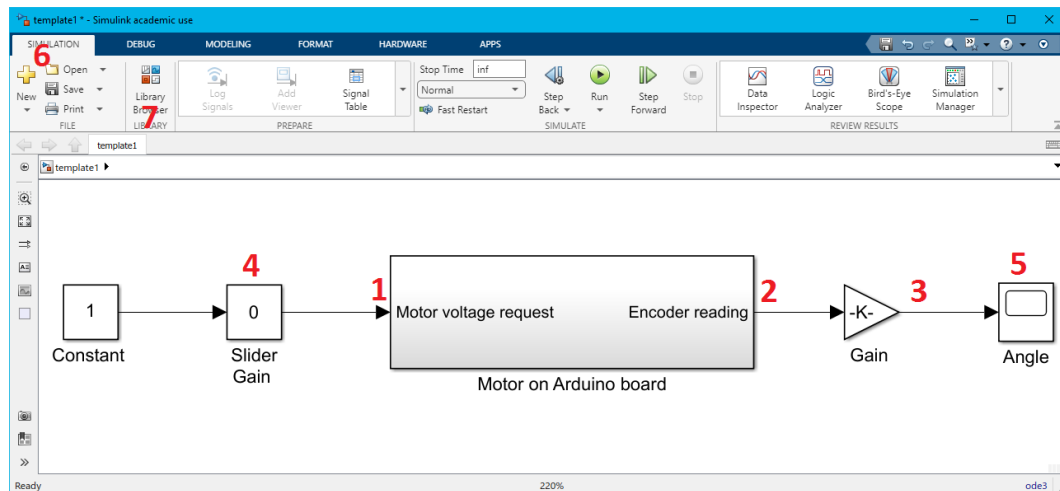 template1 * - Simulink academic use
SIMULATION DEBUG MODELING FORMAT HARDWARE APPS
6
New
Open
Save
Print
FILE
Library
Browser
7
LIBRARY
Log
Signals
Add
Viewer
Signal
Table
PREPARE
Stop Time inf
Normal
Fast Restart
Step
Back
Run
Step
Forward
Stop
SIMULATE
Data
Inspector
Logic
Analyzer
Bird's-Eye
Scope
Simulation
Manager
REVIEW RESULTS
template1
template1
4 1 2 3 5
1
Constant
0
Slider
Gain
Motor voltage request Encoder reading
Motor on Arduino board
-K-
Gain
Angle
Ready 220% ode3